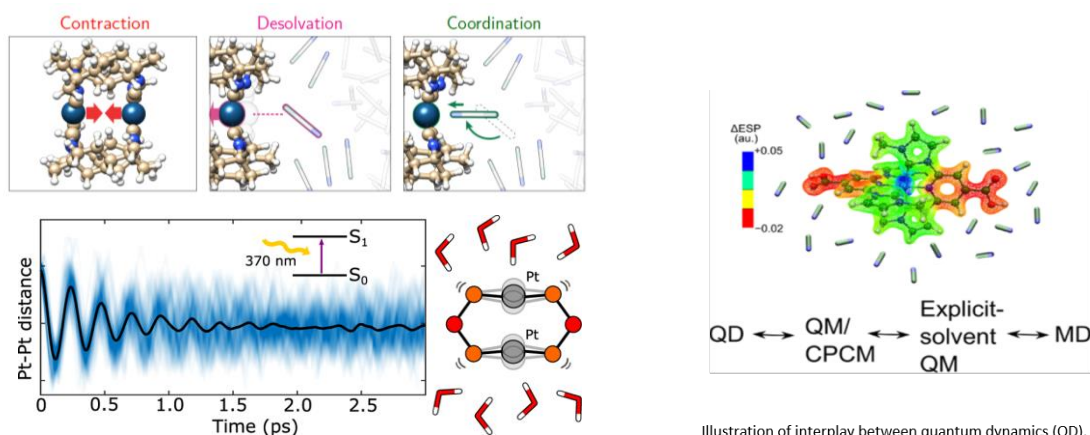 Contraction
Desolvation
Coordination
Pt-Pt distance
370 nm
S1
S0
0
0.5
1.0
1.5
2.0
2.5
Time (ps)
Pt
Pt
ΔESP
(au.)
+0.05
−0.02
QD
QM/
CPCM
Explicit-
solvent
QM
MD
Illustration of interplay between quantum dynamics (QD)